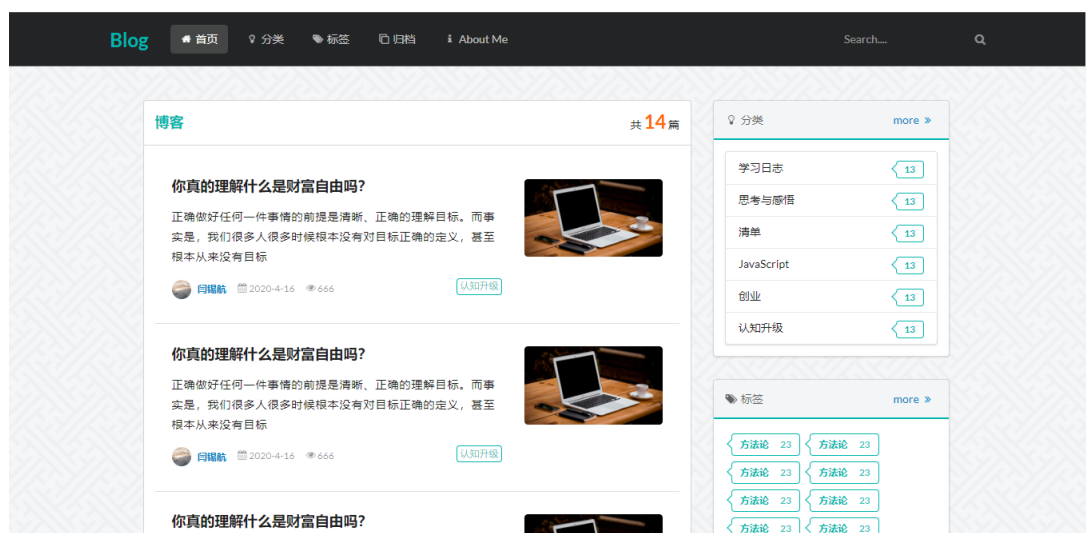 Blog 首页 分类 标签 归档 About Me Search....
博客 共14篇
你真的理解什么是财富自由吗？
正确做好任何一件事情的前提是清晰、正确的理解目标。而事
实是，我们很多人很多时候根本没有对目标正确的定义，甚至
根本从来没有目标
闫锡航 2020-4-16 666 认知升级
你真的理解什么是财富自由吗？
正确做好任何一件事情的前提是清晰、正确的理解目标。而事
实是，我们很多人很多时候根本没有对目标正确的定义，甚至
根本从来没有目标
闫锡航 2020-4-16 666 认知升级
你真的理解什么是财富自由吗？
分类 more
学习日志 13
思考与感悟 13
清单 13
JavaScript 13
创业 13
认知升级 13
标签 more
方法论 23 方法论 23
方法论 23 方法论 23
方法论 23 方法论 23
方法论 23 方法论 23